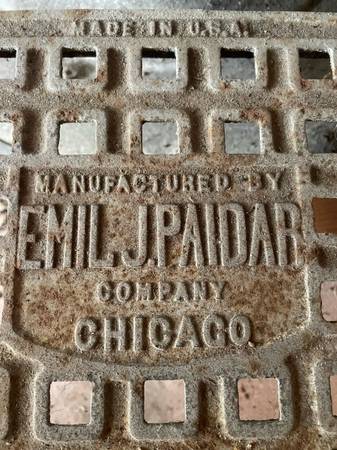 MADE IN U.S.A.
MANUFACTURED BY
EMIL J. PAIDAR
COMPANY
CHICAGO